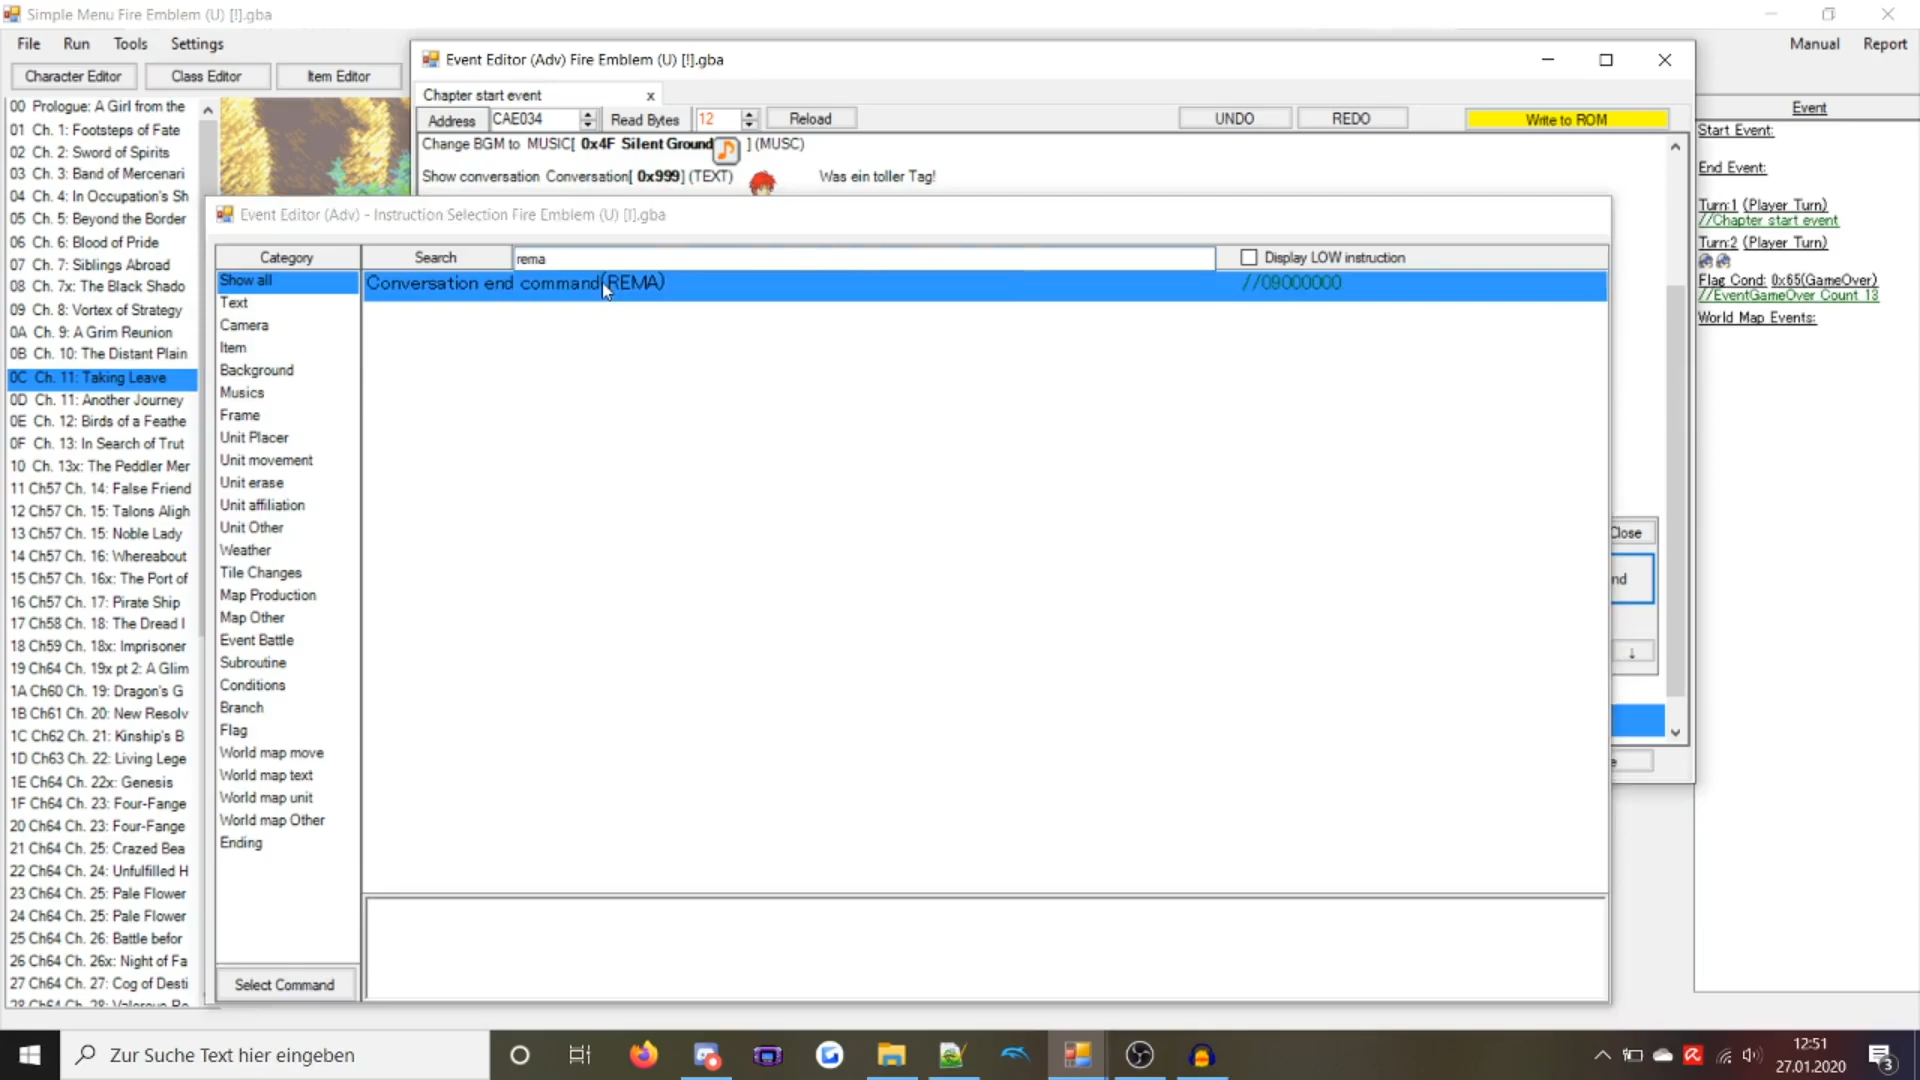 Simple Menu Fire Emblem (U) [!].gba
File Run Tools Settings
Manual Report
Character Editor Class Editor Item Editor
00 Prologue: A Girl from the
01 Ch. 1: Footsteps of Fate
02 Ch. 2: Sword of Spirits
03 Ch. 3: Band of Mercenari
04 Ch. 4: In Occupation's Sh
05 Ch. 5: Beyond the Border
06 Ch. 6: Blood of Pride
07 Ch. 7: Siblings Abroad
08 Ch. 7x: The Black Shado
09 Ch. 8: Vortex of Strategy
0A Ch. 9: A Grim Reunion
0B Ch. 10: The Distant Plain
0C Ch. 11: Taking Leave
0D Ch. 11: Another Journey
0E Ch. 12: Birds of a Feathe
0F Ch. 13: In Search of Trut
10 Ch. 13x: The Peddler Mer
11 Ch57 Ch. 14: False Friend
12 Ch57 Ch. 15: Talons Aligh
13 Ch57 Ch. 15: Noble Lady
14 Ch57 Ch. 16: Whereabout
15 Ch57 Ch. 16x: The Port of
16 Ch57 Ch. 17: Pirate Ship
17 Ch58 Ch. 18: The Dread I
18 Ch59 Ch. 18x: Imprisoner
19 Ch64 Ch. 19x pt 2: A Glim
1A Ch60 Ch. 19: Dragon's G
1B Ch61 Ch. 20: New Resolv
1C Ch62 Ch. 21: Kinship's B
1D Ch63 Ch. 22: Living Lege
1E Ch64 Ch. 22x: Genesis
1F Ch64 Ch. 23: Four-Fange
20 Ch64 Ch. 23: Four-Fange
21 Ch64 Ch. 25: Crazed Bea
22 Ch64 Ch. 24: Unfulfilled H
23 Ch64 Ch. 25: Pale Flower
24 Ch64 Ch. 25: Pale Flower
25 Ch64 Ch. 26: Battle befor
26 Ch64 Ch. 26x: Night of Fa
27 Ch64 Ch. 27: Cog of Desti
28 Ch64 Ch. 28: Valorous Ro
Event Editor (Adv) Fire Emblem (U) [!].gba
Chapter start event x
Address CAE034 Read Bytes 12 Reload UNDO REDO Write to ROM
Change BGM to MUSIC[ 0x4F Silent Ground ] (MUSC)
Show conversation Conversation[ 0x999] (TEXT) Was ein toller Tag!
Close
nd
↓
e
Event Editor (Adv) - Instruction Selection Fire Emblem (U) [!].gba
Category Search rema Display LOW instruction
Conversation end command(REMA) //09000000
Show all
Text
Camera
Item
Background
Musics
Frame
Unit Placer
Unit movement
Unit erase
Unit affiliation
Unit Other
Weather
Tile Changes
Map Production
Map Other
Event Battle
Subroutine
Conditions
Branch
Flag
World map move
World map text
World map unit
World map Other
Ending
Select Command
Event
Start Event:
End Event:
Turn:1 (Player Turn)
//Chapter start event
Turn:2 (Player Turn)
Flag Cond: 0x65(GameOver)
//EventGameOver Count 13
World Map Events:
Zur Suche Text hier eingeben
12:51
27.01.2020
3